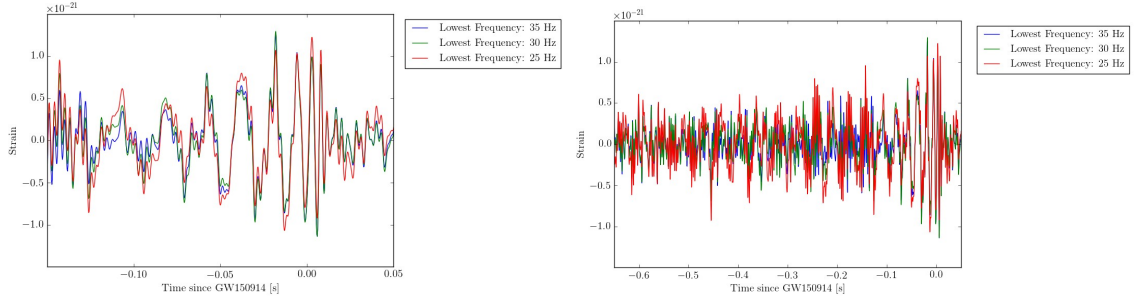 ×10⁻²¹
1.0
0.5
0.0
−0.5
−1.0
Strain
−0.10
−0.05
0.00
0.05
Time since GW150914 [s]
Lowest Frequency: 35 Hz
Lowest Frequency: 30 Hz
Lowest Frequency: 25 Hz
×10⁻²¹
1.0
0.5
0.0
−0.5
−1.0
Strain
−0.6
−0.5
−0.4
−0.3
−0.2
−0.1
0.0
Time since GW150914 [s]
Lowest Frequency: 35 Hz
Lowest Frequency: 30 Hz
Lowest Frequency: 25 Hz